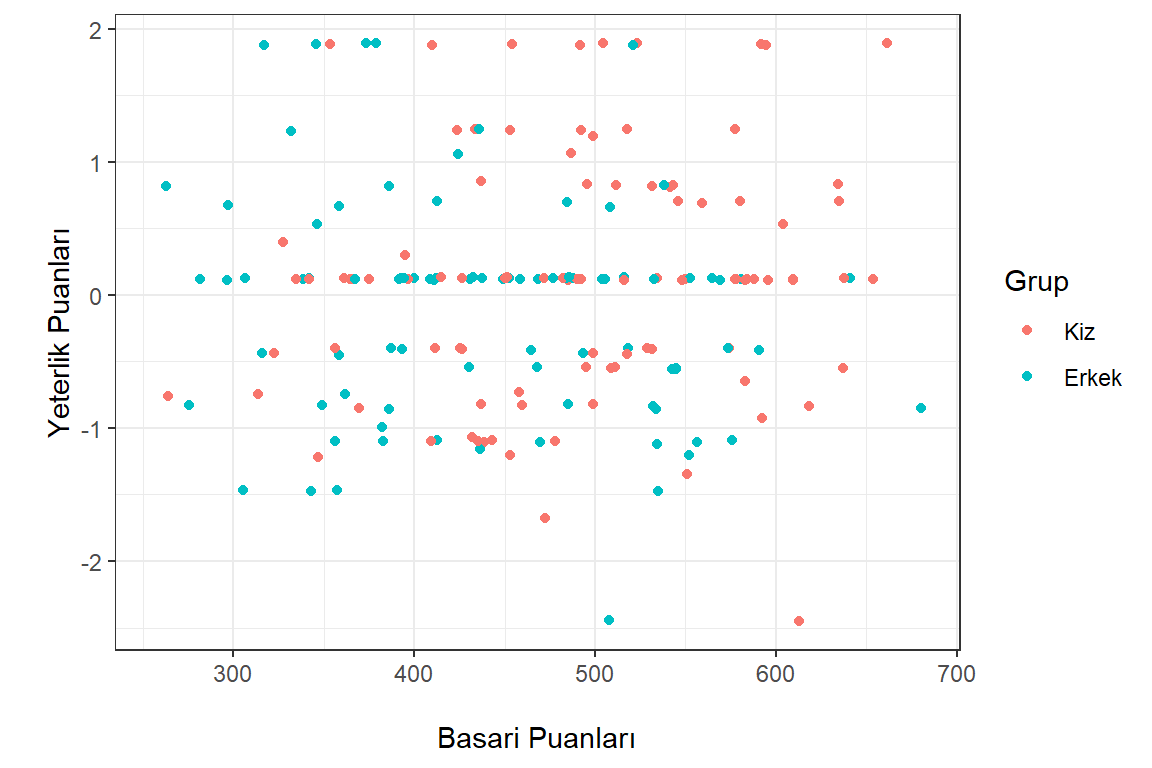 2
1
0
-1
-2
Yeterlik Puanları
300 400 500 600 700
Basari Puanları
Grup
Kiz
Erkek